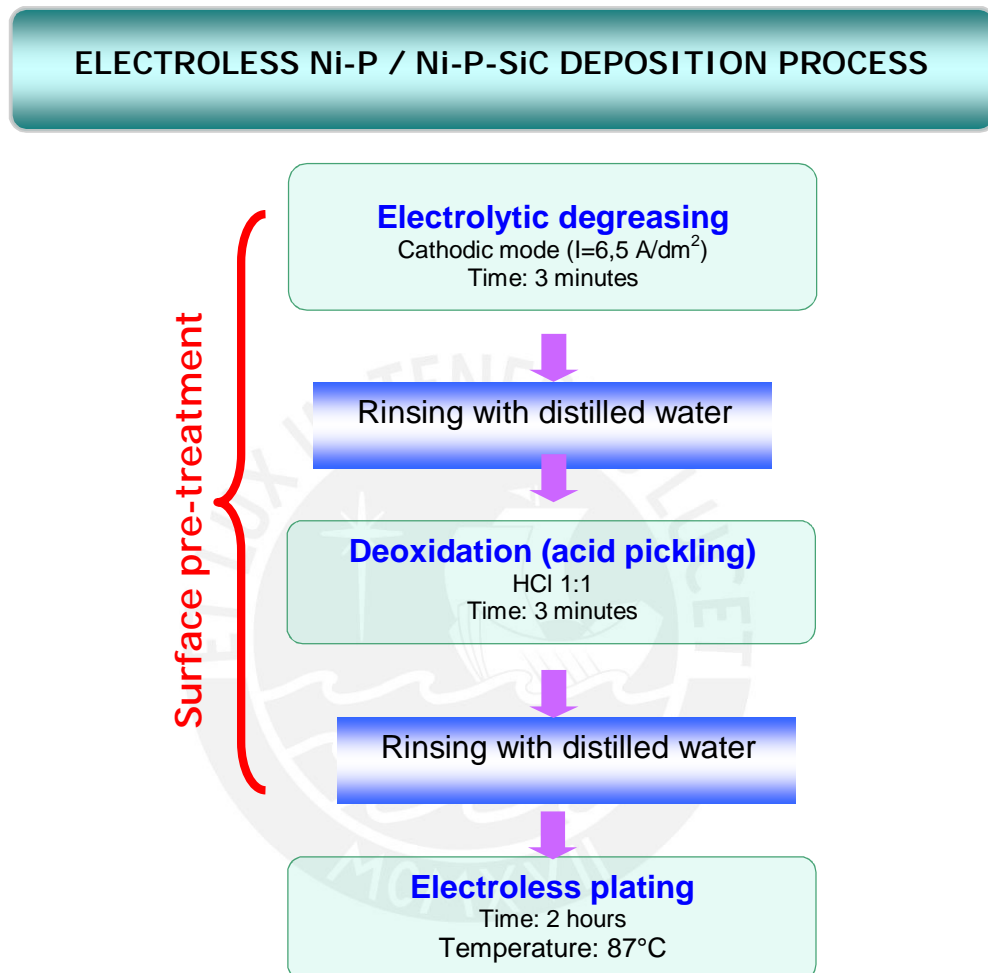 ELECTROLESS Ni-P / Ni-P-SiC DEPOSITION PROCESS
Surface pre-treatment
Electrolytic degreasing
Cathodic mode (I=6,5 A/dm²)
Time: 3 minutes
Rinsing with distilled water
Deoxidation (acid pickling)
HCl 1:1
Time: 3 minutes
Rinsing with distilled water
Electroless plating
Time: 2 hours
Temperature: 87°C